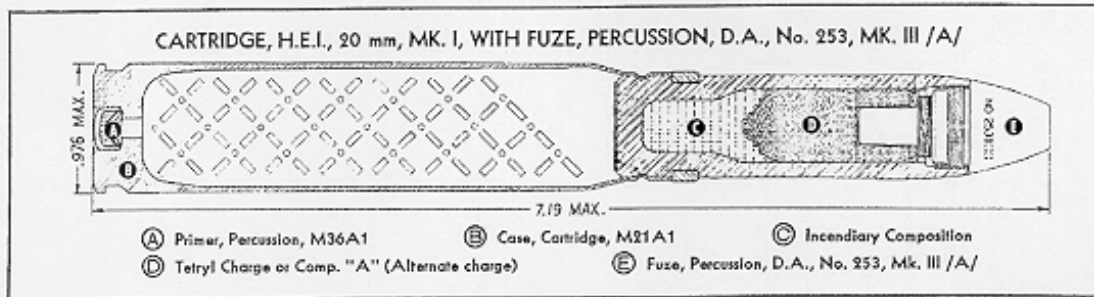 CARTRIDGE, H.E.I., 20 mm, MK. I, WITH FUZE, PERCUSSION, D.A., No. 253, MK. III /A/
.976 MAX.
A
B
C
D
E
7.19 MAX.
A Primer, Percussion, M36A1 B Case, Cartridge, M21A1 C Incendiary Composition
D Tetryl Charge or Comp. "A" (Alternate charge) E Fuze, Percussion, D.A., No. 253, Mk. III /A/